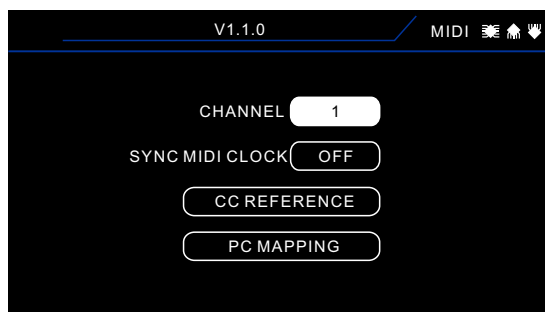 V1.1.0 MIDI
CHANNEL 1
SYNC MIDI CLOCK OFF
CC REFERENCE
PC MAPPING